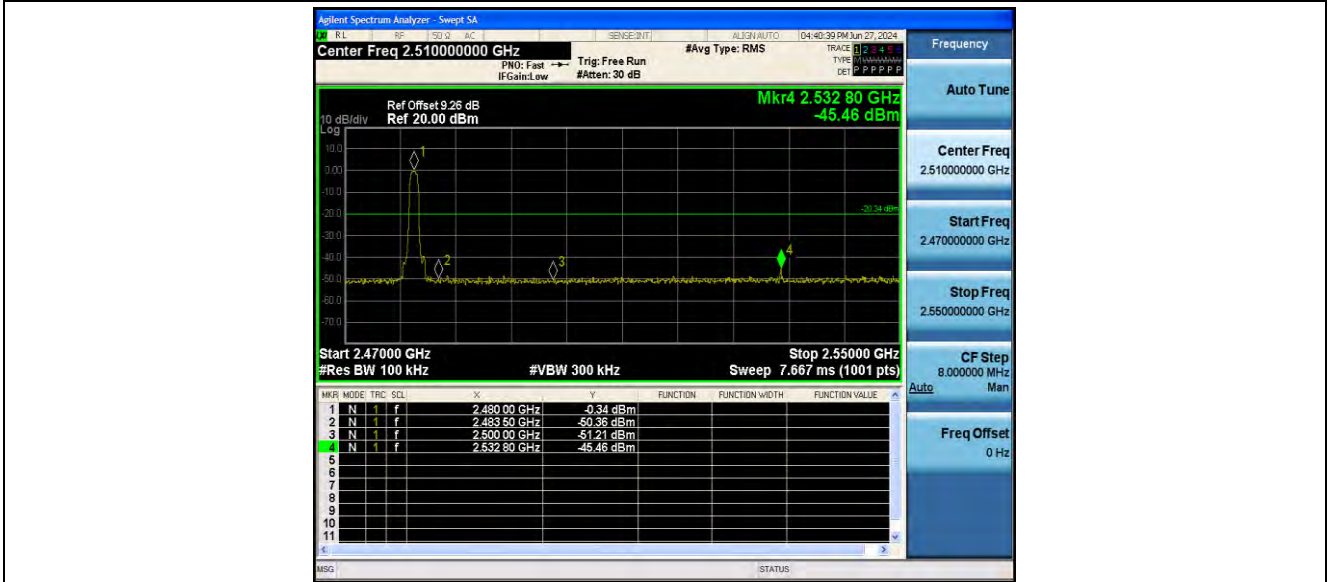 Agilent Spectrum Analyzer - Swept SA
RL RF 50 Ω AC SENSE:INT ALIGN AUTO 04:40:39 PM Jun 27, 2024
Center Freq 2.510000000 GHz #Avg Type: RMS TRACE 1 2 3 4 5 6
PNO: Fast Trig: Free Run TYPE M
IFGain:Low #Atten: 30 dB DET P P P P P P
Frequency
Auto Tune
Mkr4 2.532 80 GHz
-45.46 dBm
Ref Offset 9.26 dB
10 dB/div Ref 20.00 dBm
Log
10.0
0.00
-10.0
-20.0
-30.0
-40.0
-50.0
-60.0
-70.0
1
2
3
4
-20.34 dBm
Start 2.47000 GHz Stop 2.55000 GHz
#Res BW 100 kHz #VBW 300 kHz Sweep 7.667 ms (1001 pts)
MKR MODE TRC SCL X Y FUNCTION FUNCTION WIDTH FUNCTION VALUE
1 N 1 f 2.480 00 GHz -0.34 dBm
2 N 1 f 2.483 50 GHz -50.36 dBm
3 N 1 f 2.500 00 GHz -51.21 dBm
4 N 1 f 2.532 80 GHz -45.46 dBm
5
6
7
8
9
10
11
MSG STATUS
Center Freq
2.510000000 GHz
Start Freq
2.470000000 GHz
Stop Freq
2.550000000 GHz
CF Step
8.000000 MHz
Auto Man
Freq Offset
0 Hz